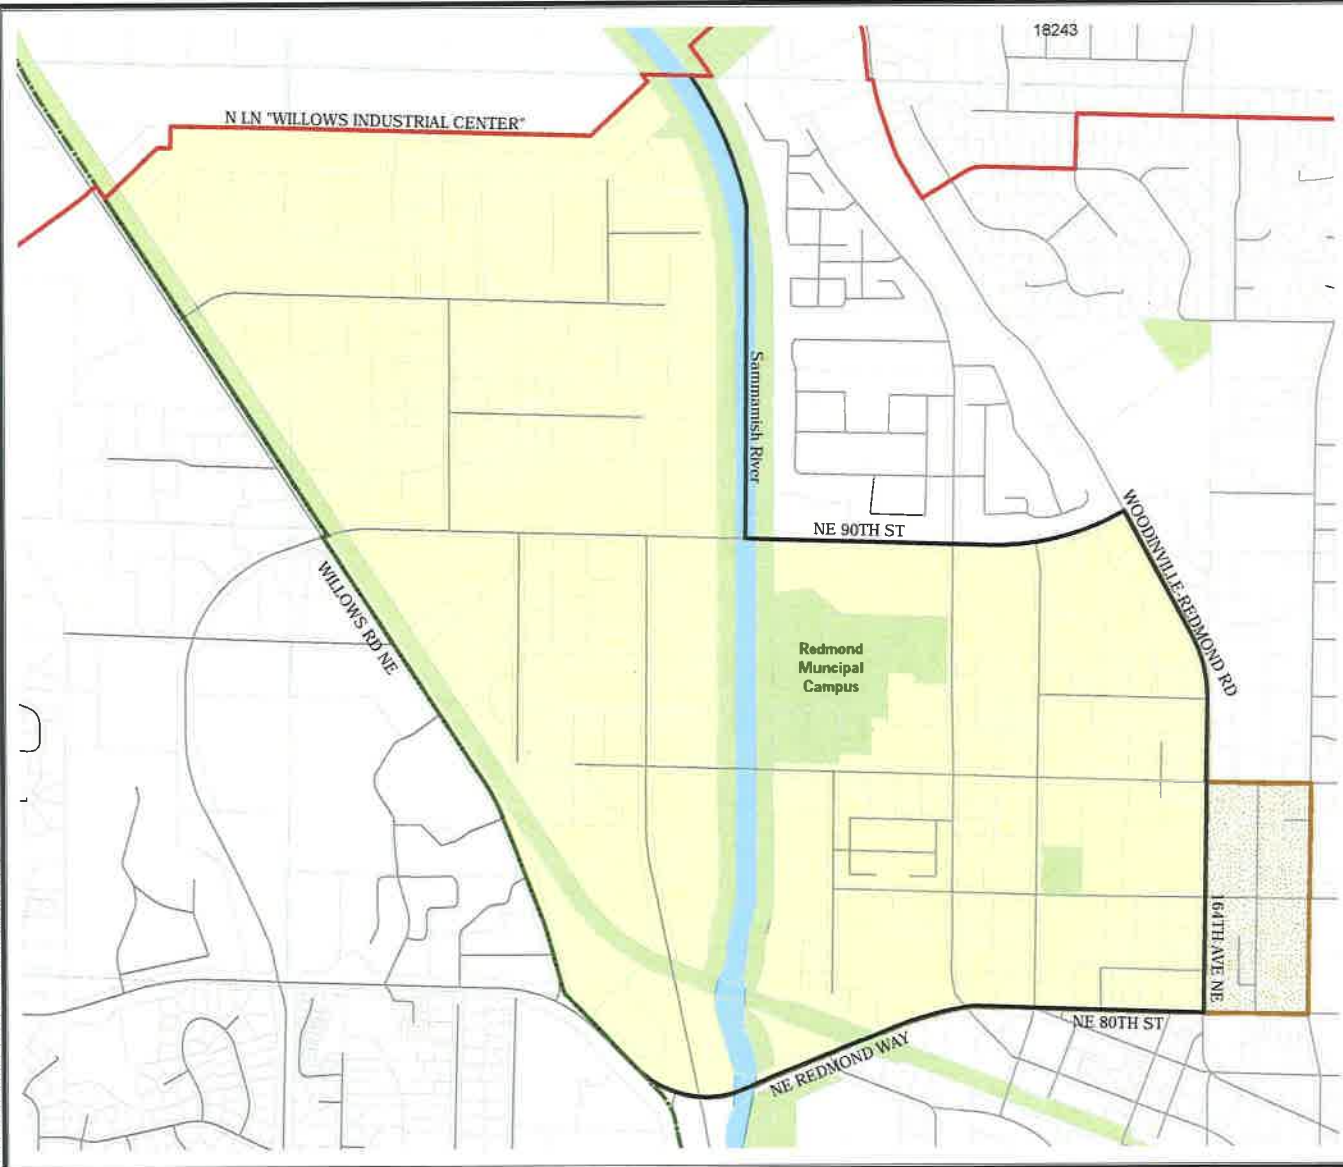 18243
N LN "WILLOWS INDUSTRIAL CENTER"
Sammamish River
NE 90TH ST
WOODINVILLE-REDMOND RD
WILLOWS RD NE
Redmond
Muncipal
Campus
164TH AVE NE
NE 80TH ST
NE REDMOND WAY